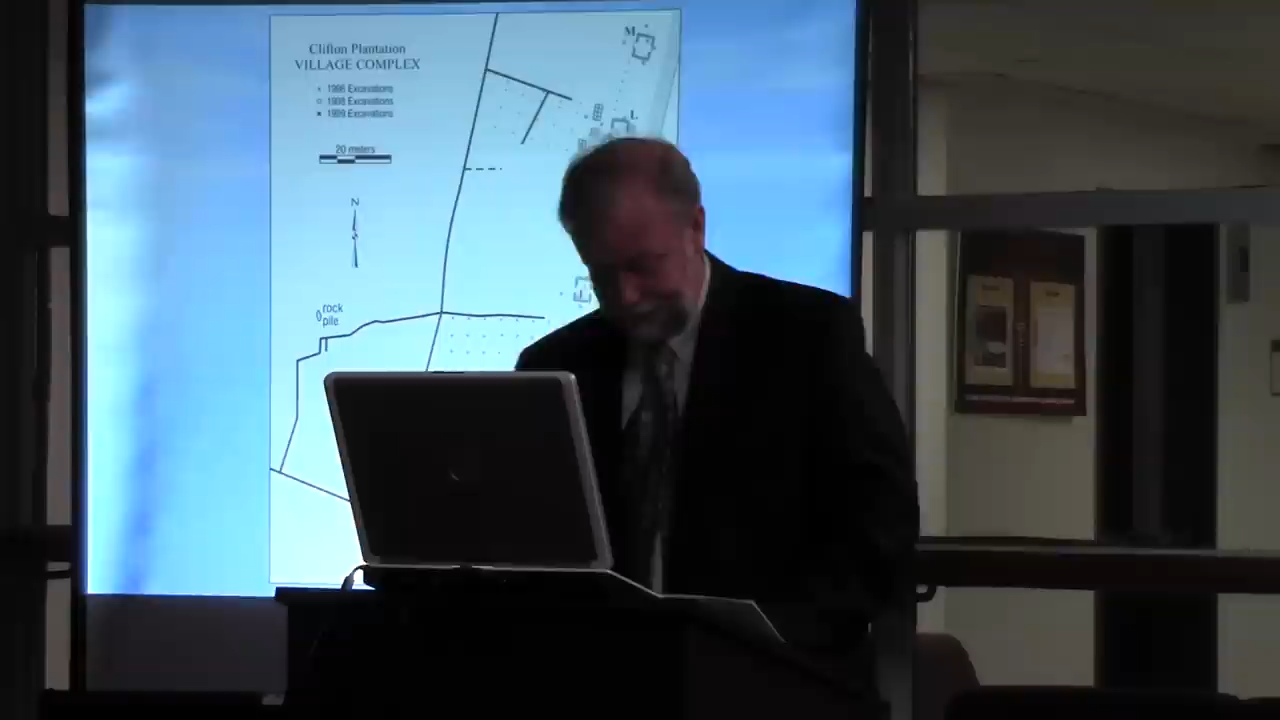 Clifton Plantation
VILLAGE COMPLEX
1996 Excavations
1998 Excavations
1999 Excavations
20 meters
N
rock
pile
M
L